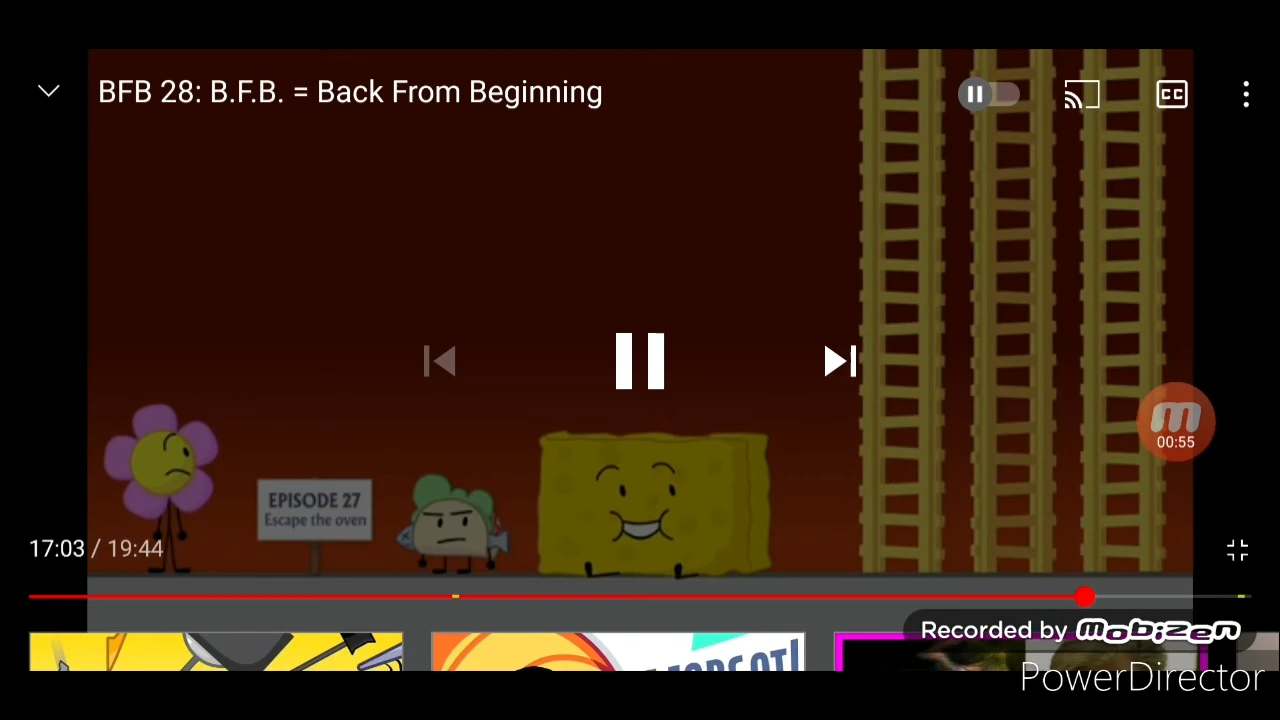 BFB 28: B.F.B. = Back From Beginning
CC
00:55
EPISODE 27
Escape the oven
17:03 / 19:44
Recorded by mobizen
PowerDirector